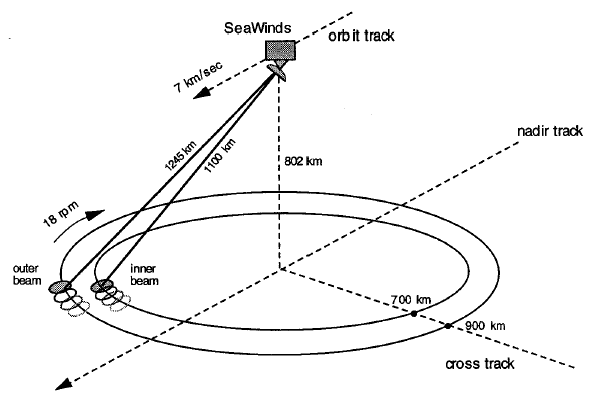 SeaWinds
orbit track
7 km/sec
nadir track
1245 km
1100 km
802 km
18 rpm
outer
beam
inner
beam
700 km
900 km
cross track